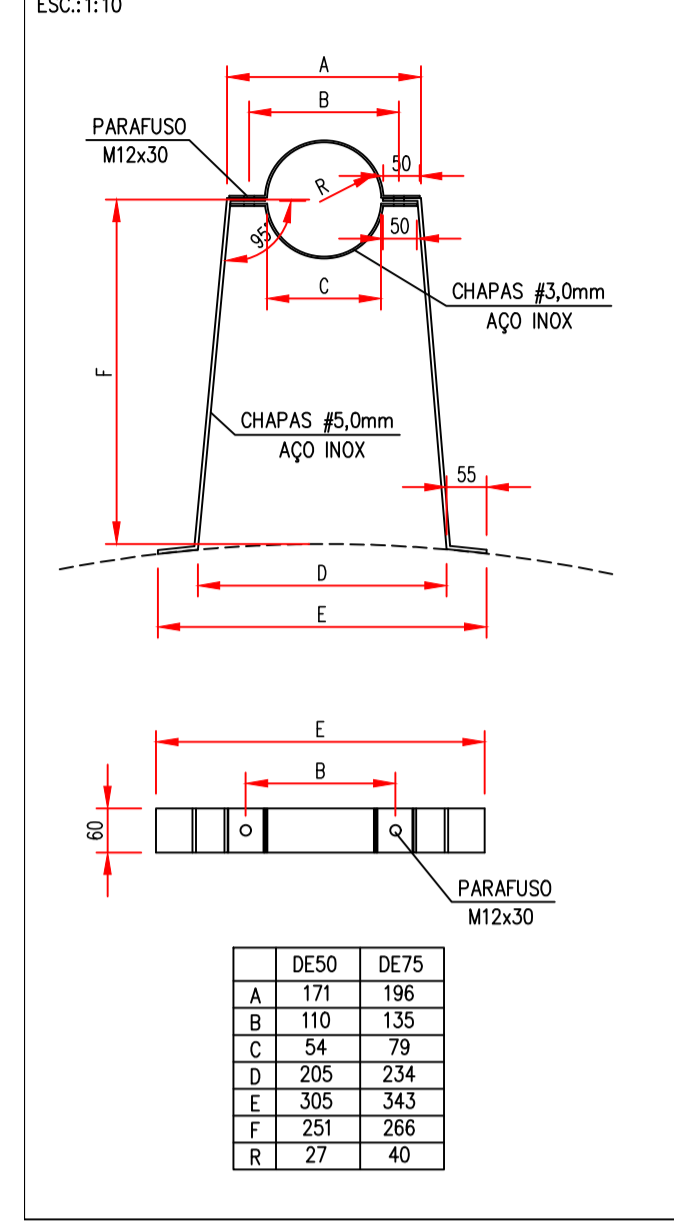 ESC.:1:10
A
B
PARAFUSO
M12x30
50
R
50
95°
C
CHAPAS #3,0mm
AÇO INOX
F
CHAPAS #5,0mm
AÇO INOX
55
D
E
E
B
60
PARAFUSO
M12x30
DE50 DE75
A 171 196
B 110 135
C 54 79
D 205 234
E 305 343
F 251 266
R 27 40